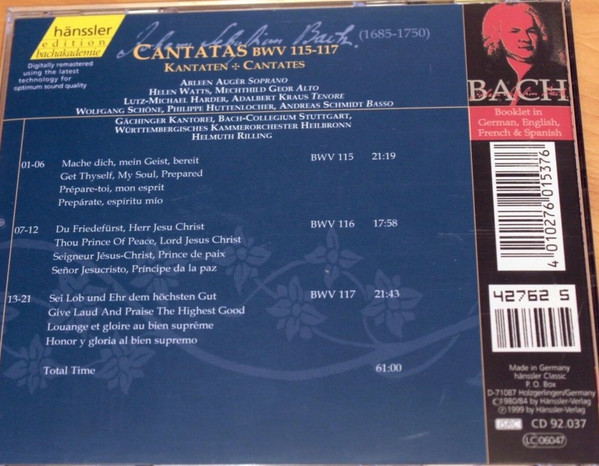 hänssler
edition
bachakademie
Digitally remastered
using the latest
technology for
optimum sound quality
(1685-1750)
CANTATAS BWV 115-117
KANTATEN ÷ CANTATES
ARLEEN AUGÉR SOPRANO
HELEN WATTS, MECHTHILD GEORG ALTO
LUTZ-MICHAEL HARDER, ADALBERT KRAUS TENORE
WOLFGANG SCHÖNE, PHILIPPE HUTTENLOCHER, ANDREAS SCHMIDT BASSO
GÄCHINGER KANTOREI, BACH-COLLEGIUM STUTTGART,
WÜRTTEMBERGISCHES KAMMERORCHESTER HEILBRONN
HELMUTH RILLING
01-06 Mache dich, mein Geist, bereit BWV 115 21:19
Get Thyself, My Soul, Prepared
Prépare-toi, mon esprit
Prepárate, espíritu mío
07-12 Du Friedefürst, Herr Jesu Christ BWV 116 17:58
Thou Prince Of Peace, Lord Jesus Christ
Seigneur Jésus-Christ, Prince de paix
Señor Jesucristo, Príncipe da la paz
13-21 Sei Lob und Ehr dem höchsten Gut BWV 117 21:43
Give Laud And Praise The Highest Good
Louange et gloire au bien suprême
Honor y gloria al bien supremo
Total Time 61:00
BACH
Booklet in
German, English,
French & Spanish
4 010276 015376
42762 5
Made in Germany
hänssler Classic
P. O. Box
D-71087 Holzgerlingen/Germany
Ⓒ 1980/84 by Hänssler-Verlag
Ⓟ 1999 by Hänssler-Verlag
CD 92.037
LC 06047